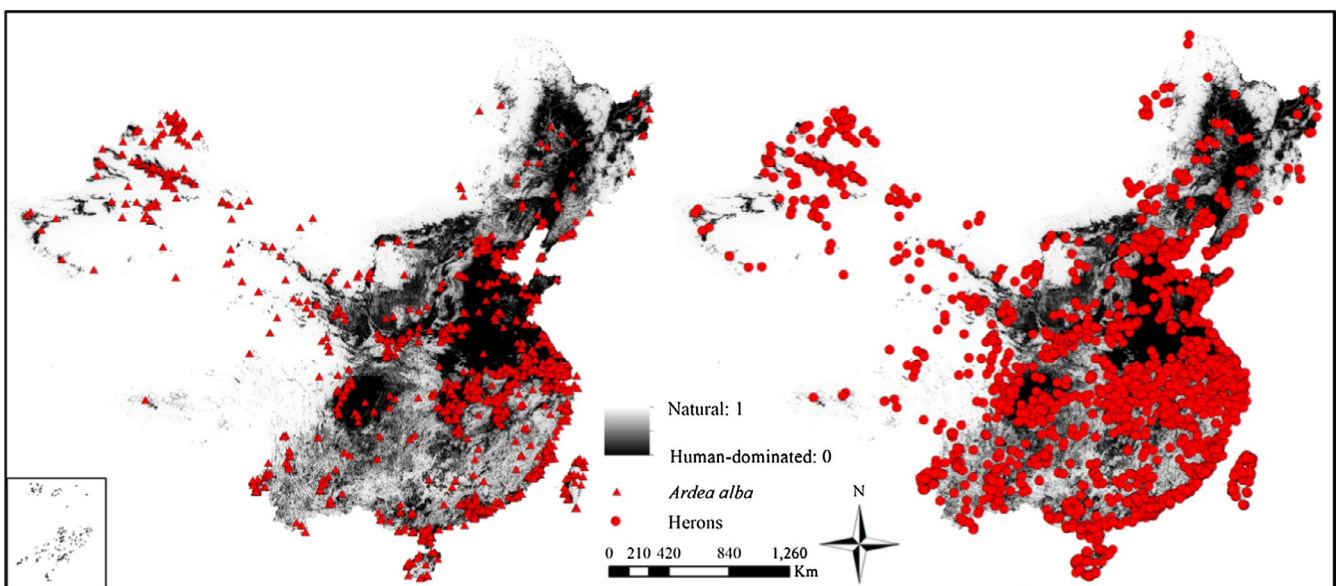 Natural: 1
Human-dominated: 0
Ardea alba
Herons
N
0 210 420 840 1,260
Km